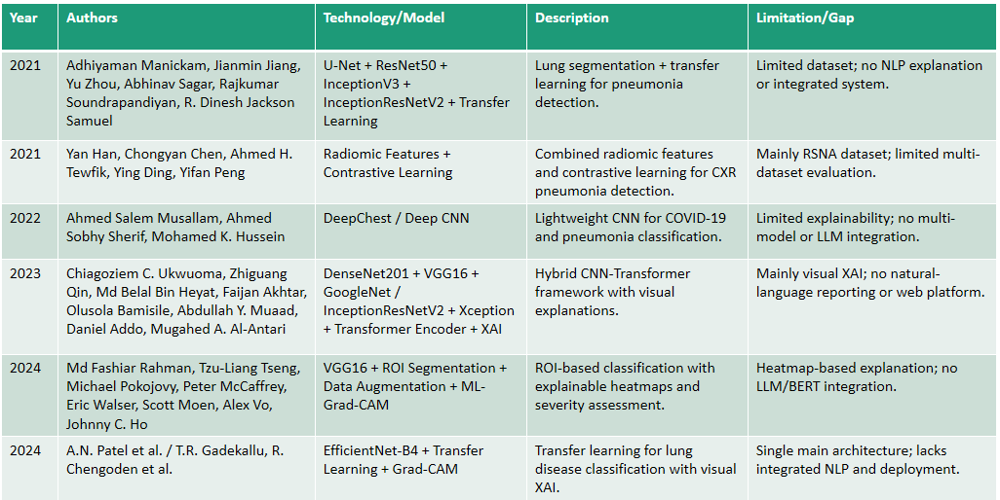 Year
Authors
Technology/Model
Description
Limitation/Gap
2021
Adhiyaman Manickam, Jianmin Jiang,
Yu Zhou, Abhinav Sagar, Rajkumar
Soundrapandiyan, R. Dinesh Jackson
Samuel
U-Net + ResNet50 +
InceptionV3 +
InceptionResNetV2 + Transfer
Learning
Lung segmentation + transfer
learning for pneumonia
detection.
Limited dataset; no NLP explanation
or integrated system.
2021
Yan Han, Chongyan Chen, Ahmed H.
Tewfik, Ying Ding, Yifan Peng
Radiomic Features +
Contrastive Learning
Combined radiomic features
and contrastive learning for CXR
pneumonia detection.
Mainly RSNA dataset; limited multi-
dataset evaluation.
2022
Ahmed Salem Musallam, Ahmed
Sobhy Sherif, Mohamed K. Hussein
DeepChest / Deep CNN
Lightweight CNN for COVID-19
and pneumonia classification.
Limited explainability; no multi-
model or LLM integration.
2023
Chiagoziem C. Ukwuoma, Zhiguang
Qin, Md Belal Bin Heyat, Faijan Akhtar,
Olusola Bamisile, Abdullah Y. Muaad,
Daniel Addo, Mugahed A. Al-Antari
DenseNet201 + VGG16 +
GoogleNet /
InceptionResNetV2 + Xception
+ Transformer Encoder + XAI
Hybrid CNN-Transformer
framework with visual
explanations.
Mainly visual XAI; no natural-
language reporting or web platform.
2024
Md Fashiar Rahman, Tzu-Liang Tseng,
Michael Pokojovy, Peter McCaffrey,
Eric Walser, Scott Moen, Alex Vo,
Johnny C. Ho
VGG16 + ROI Segmentation +
Data Augmentation + ML-
Grad-CAM
ROI-based classification with
explainable heatmaps and
severity assessment.
Heatmap-based explanation; no
LLM/BERT integration.
2024
A.N. Patel et al. / T.R. Gadekallu, R.
Chengoden et al.
EfficientNet-B4 + Transfer
Learning + Grad-CAM
Transfer learning for lung
disease classification with visual
XAI.
Single main architecture; lacks
integrated NLP and deployment.